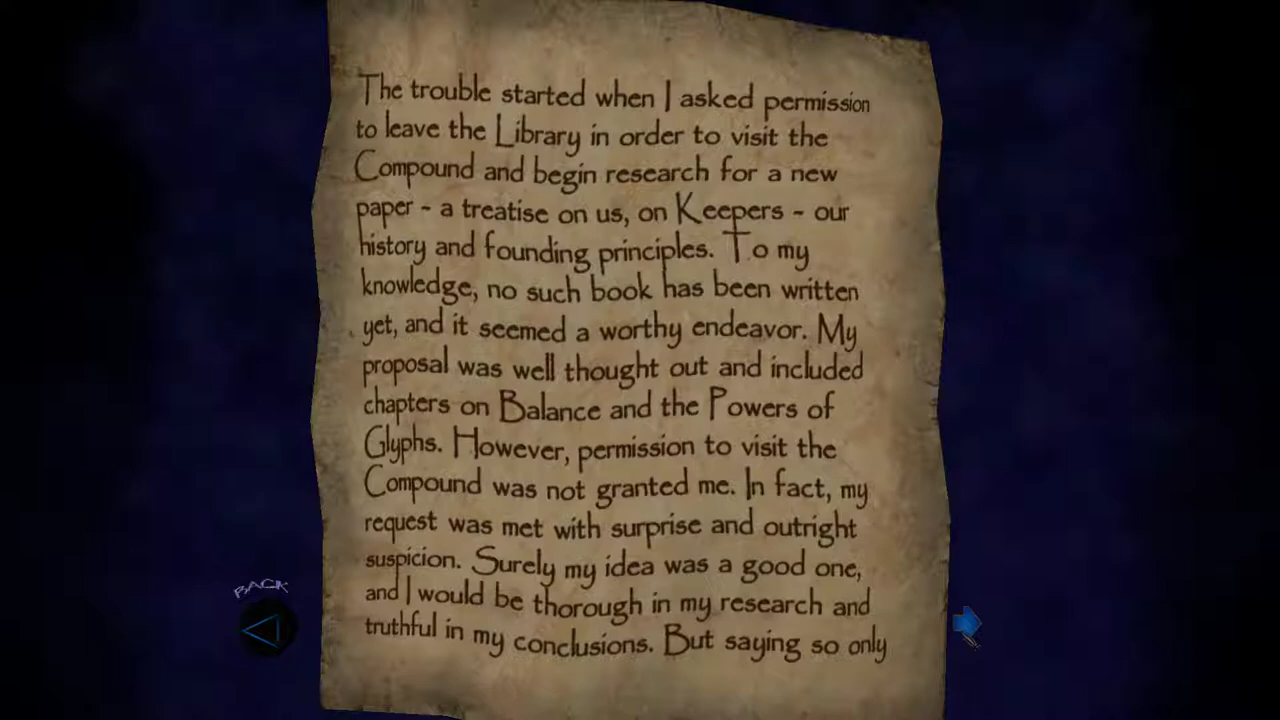 The trouble started when I asked permission
to leave the Library in order to visit the
Compound and begin research for a new
paper - a treatise on us, on Keepers - our
history and founding principles. To my
knowledge, no such book has been written
yet, and it seemed a worthy endeavor. My
proposal was well thought out and included
chapters on Balance and the Powers of
Glyphs. However, permission to visit the
Compound was not granted me. In fact, my
request was met with surprise and outright
suspicion. Surely my idea was a good one,
and I would be thorough in my research and
truthful in my conclusions. But saying so only
BACK